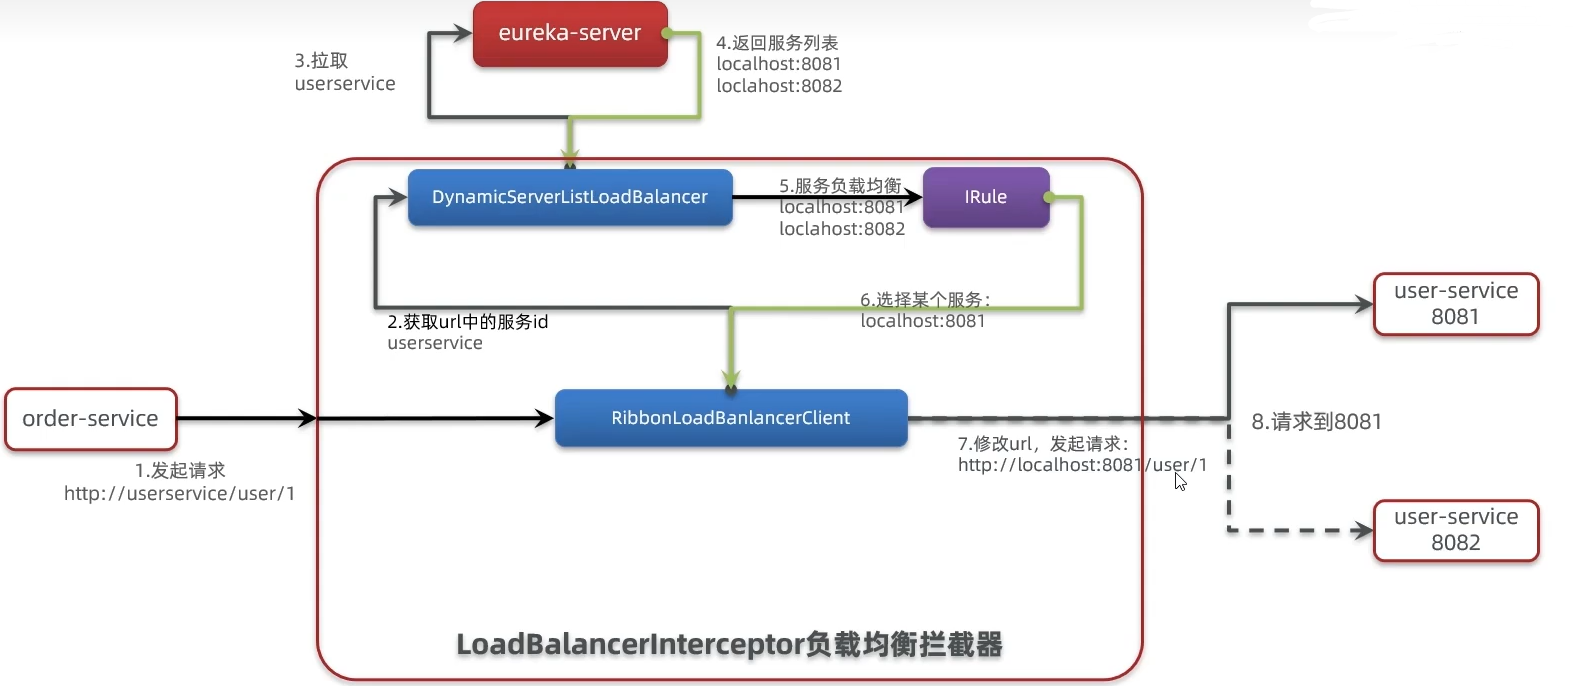 eureka-server
3.拉取
userservice
4.返回服务列表
localhost:8081
loclahost:8082
DynamicServerListLoadBalancer
5.服务负载均衡
localhost:8081
loclahost:8082
IRule
2.获取url中的服务id
userservice
6.选择某个服务：
localhost:8081
user-service
8081
order-service
1.发起请求
http://userservice/user/1
RibbonLoadBanlancerClient
7.修改url，发起请求：
http://localhost:8081/user/1
8.请求到8081
user-service
8082
LoadBalancerInterceptor负载均衡拦截器